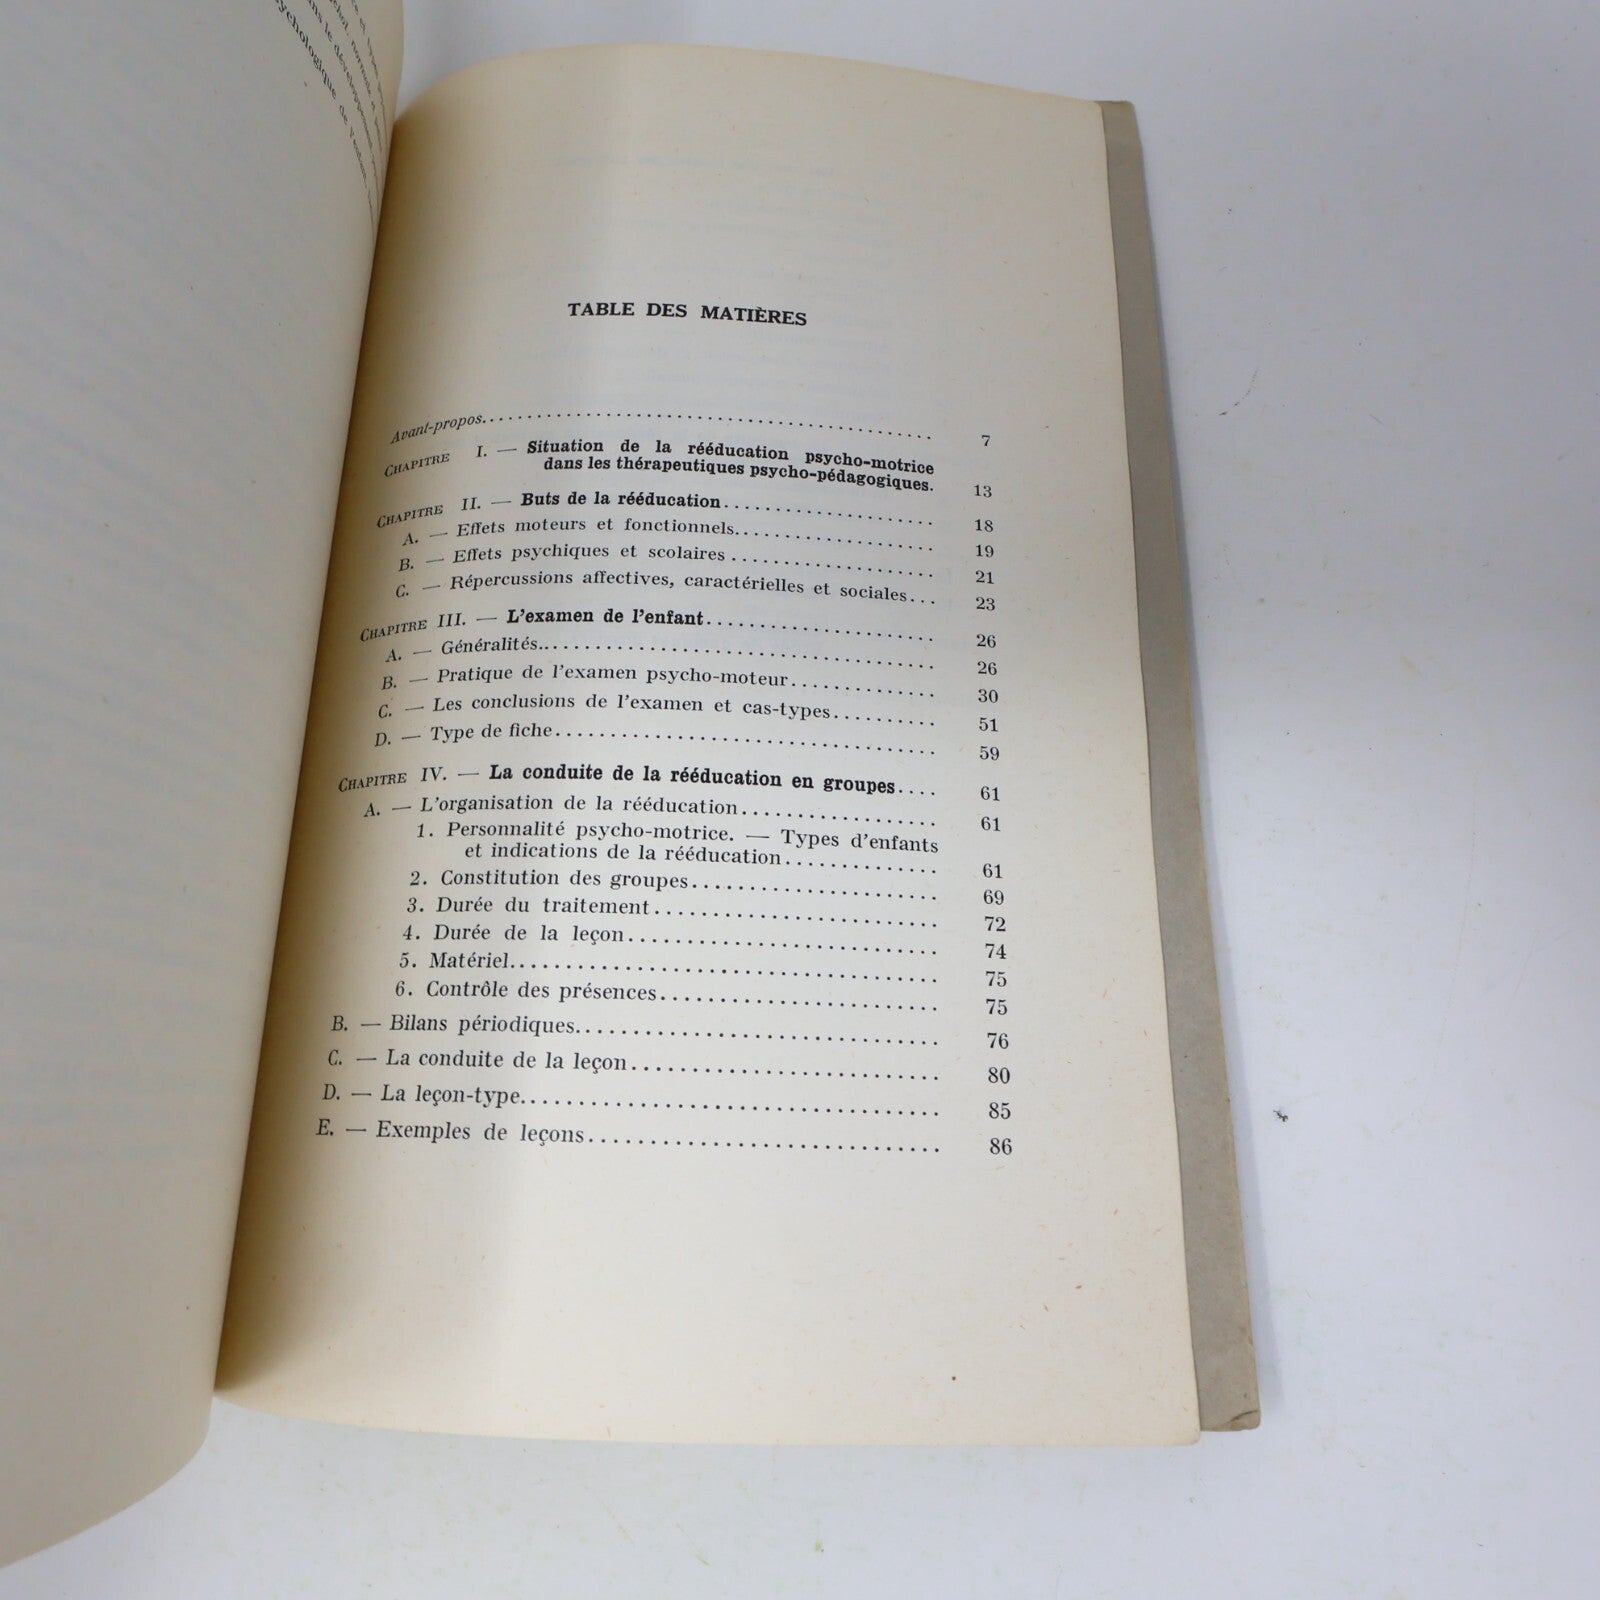 normale
dans le développement
psychologique de l'enfant.
TABLE DES MATIÈRES
Avant-propos........................................ 7
CHAPITRE I. — Situation de la rééducation psycho-motrice
dans les thérapeutiques psycho-pédagogiques. 13
CHAPITRE II. — Buts de la rééducation.................... 18
A. — Effets moteurs et fonctionnels.................... 19
B. — Effets psychiques et scolaires.................... 21
C. — Répercussions affectives, caractérielles et sociales... 23
CHAPITRE III. — L'examen de l'enfant...................... 26
A. — Généralités.................................... 26
B. — Pratique de l'examen psycho-moteur............. 30
C. — Les conclusions de l'examen et cas-types.......... 51
D. — Type de fiche.................................. 59
CHAPITRE IV. — La conduite de la rééducation en groupes.... 61
A. — L'organisation de la rééducation.................. 61
1. Personnalité psycho-motrice. — Types d'enfants
et indications de la rééducation.............. 61
2. Constitution des groupes...................... 69
3. Durée du traitement......................... 72
4. Durée de la leçon............................ 74
5. Matériel...................................... 75
6. Contrôle des présences........................ 75
B. — Bilans périodiques.............................. 76
C. — La conduite de la leçon.......................... 80
D. — La leçon-type.................................. 85
E. — Exemples de leçons.............................. 86